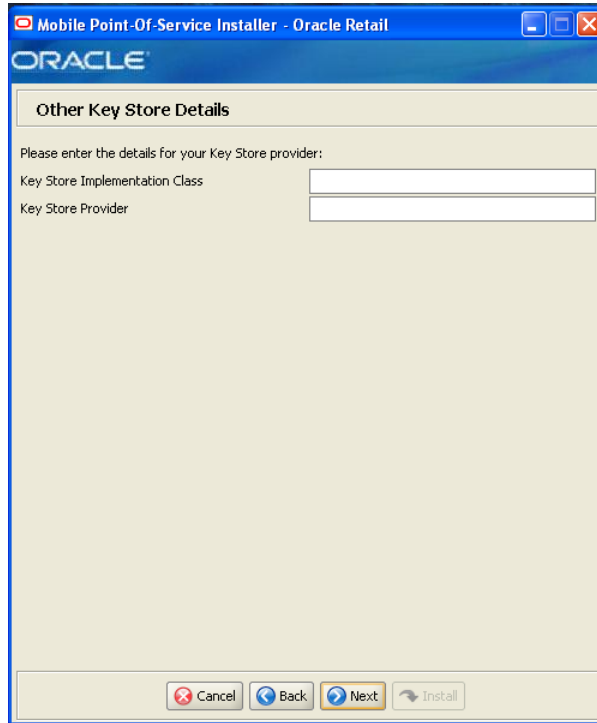 Mobile Point-Of-Service Installer - Oracle Retail
ORACLE
Other Key Store Details
Please enter the details for your Key Store provider:
Key Store Implementation Class
Key Store Provider
Cancel Back Next Install